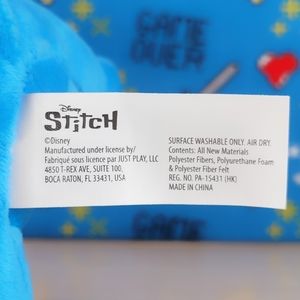 GAME
OVER
Disney
Stitch
©Disney
Manufactured under license by/
Fabriqué sous licence par JUST PLAY, LLC
4850 T-REX AVE, SUITE 100,
BOCA RATON, FL 33431, USA
SURFACE WASHABLE ONLY. AIR DRY.
Contents: All New Materials
Polyester Fibers, Polyurethane Foam
& Polyester Fiber Felt
REG. NO. PA-15431 (HK)
MADE IN CHINA
GAME